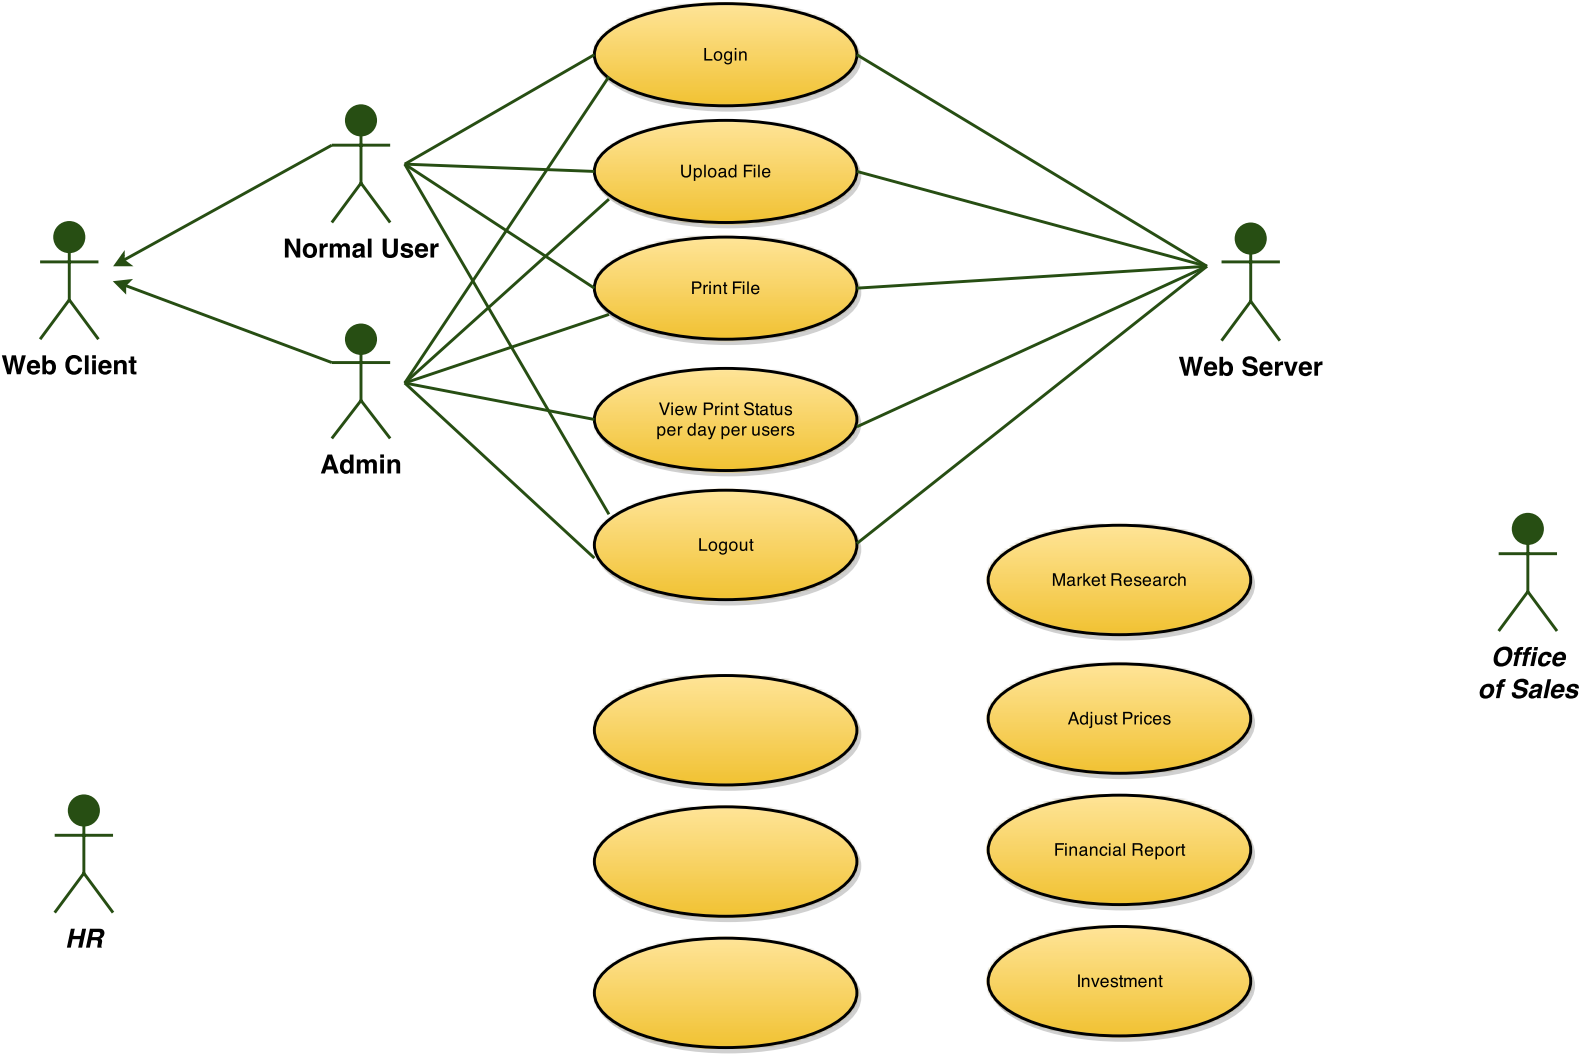 Login
Upload File
Normal User
Print File
Web Client
Web Server
View Print Status
per day per users
Admin
Logout
Market Research
Office
of Sales
Adjust Prices
Financial Report
HR
Investment